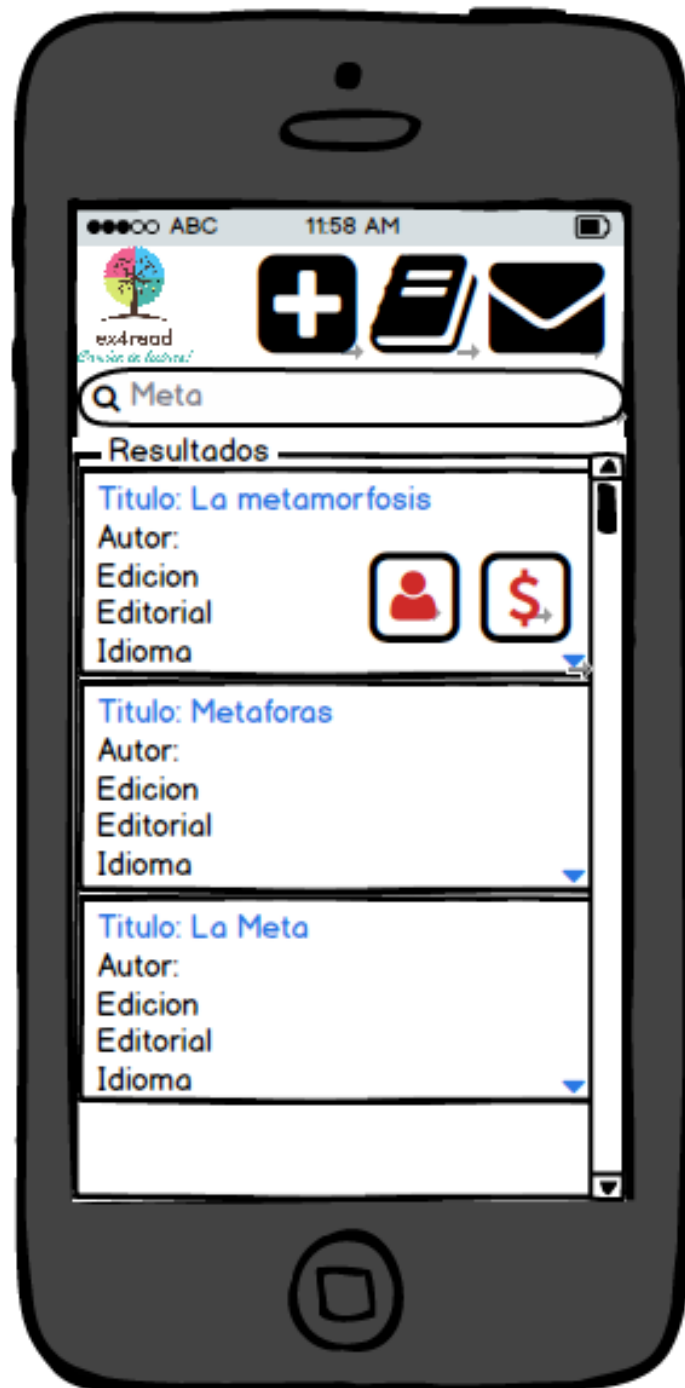 ABC 11:58 AM
ex4read
Meta
Resultados
Titulo: La metamorfosis
Autor:
Edicion
Editorial
Idioma
Titulo: Metaforas
Autor:
Edicion
Editorial
Idioma
Titulo: La Meta
Autor:
Edicion
Editorial
Idioma